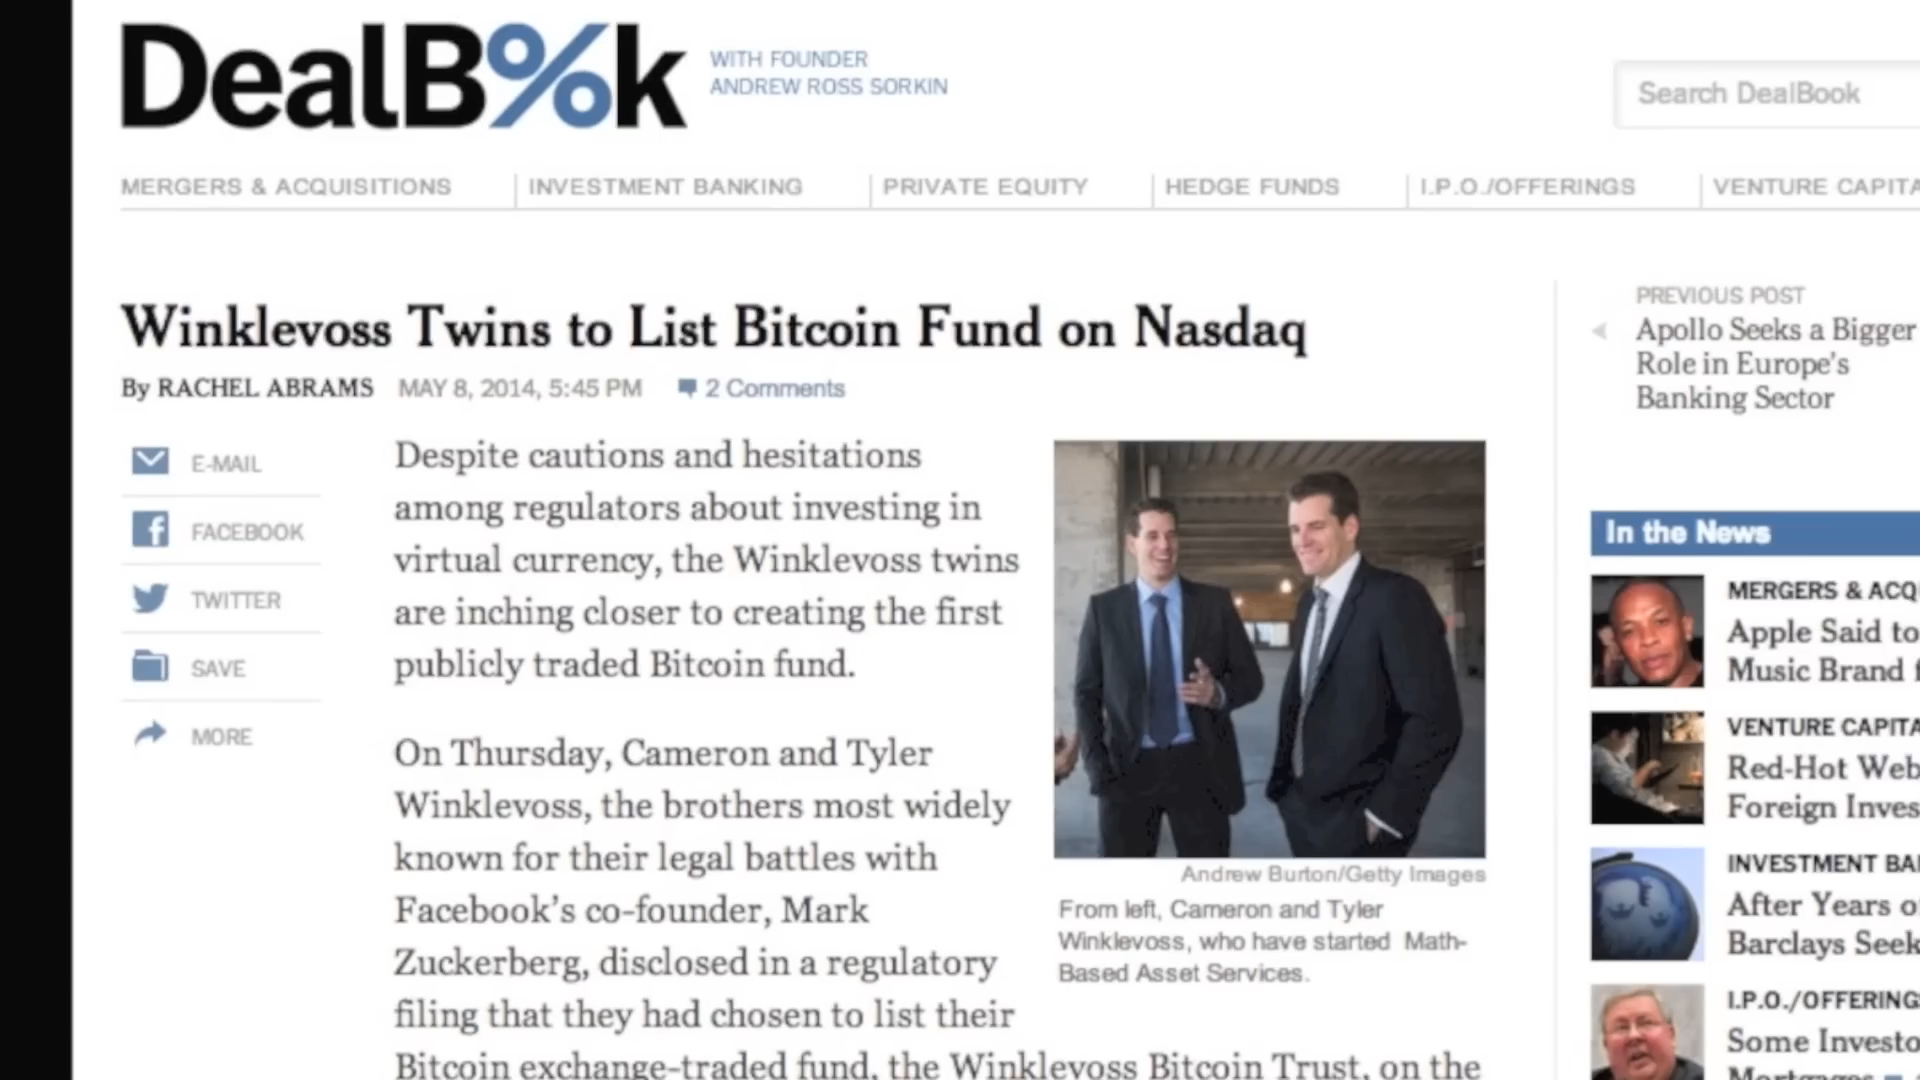 DealB%k
WITH FOUNDER
ANDREW ROSS SORKIN
Search DealBook
MERGERS & ACQUISITIONS
INVESTMENT BANKING
PRIVATE EQUITY
HEDGE FUNDS
I.P.O./OFFERINGS
VENTURE CAPITA
Winklevoss Twins to List Bitcoin Fund on Nasdaq
By RACHEL ABRAMS MAY 8, 2014, 5:45 PM 2 Comments
E-MAIL
FACEBOOK
TWITTER
SAVE
MORE
Despite cautions and hesitations
among regulators about investing in
virtual currency, the Winklevoss twins
are inching closer to creating the first
publicly traded Bitcoin fund.
On Thursday, Cameron and Tyler
Winklevoss, the brothers most widely
known for their legal battles with
Facebook's co-founder, Mark
Zuckerberg, disclosed in a regulatory
filing that they had chosen to list their
Bitcoin exchange-traded fund, the Winklevoss Bitcoin Trust, on the
Andrew Burton/Getty Images
From left, Cameron and Tyler
Winklevoss, who have started Math-
Based Asset Services.
PREVIOUS POST
Apollo Seeks a Bigger
Role in Europe's
Banking Sector
In the News
MERGERS & ACQ
Apple Said to
Music Brand f
VENTURE CAPITA
Red-Hot Web
Foreign Inves
INVESTMENT BA
After Years o
Barclays Seek
I.P.O./OFFERING
Some Investo
Mortgages